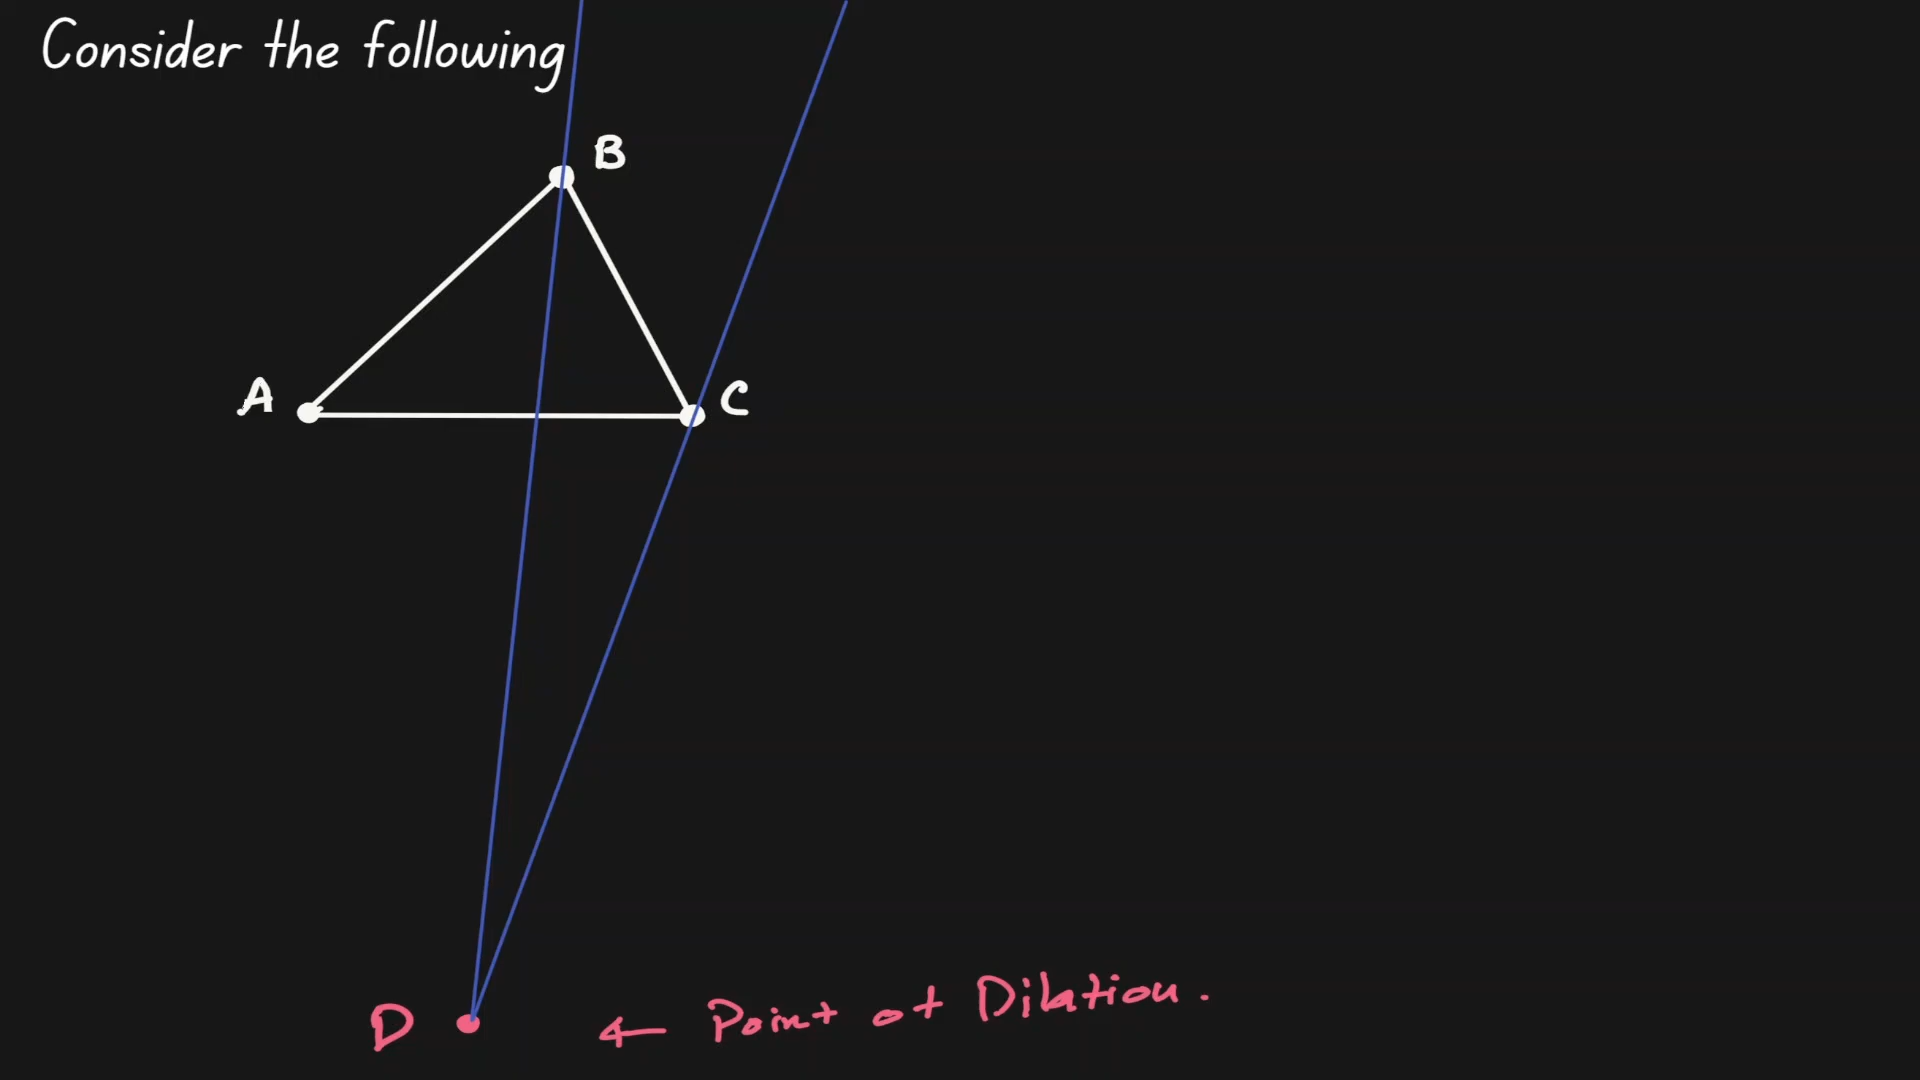 Consider the following
B
A
C
D ← Point of Dilation.